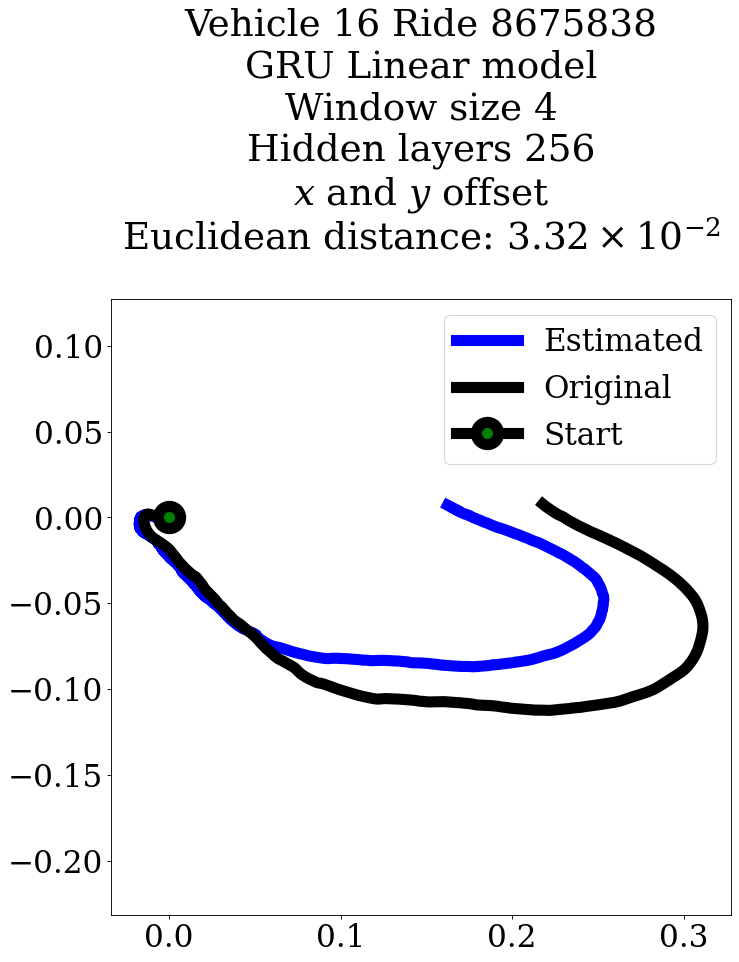 Vehicle 16 Ride 8675838
GRU Linear model
Window size 4
Hidden layers 256
x and y offset
Euclidean distance: 3.32 × 10⁻²
Estimated
Original
Start
0.10
0.05
0.00
−0.05
−0.10
−0.15
−0.20
0.0 0.1 0.2 0.3